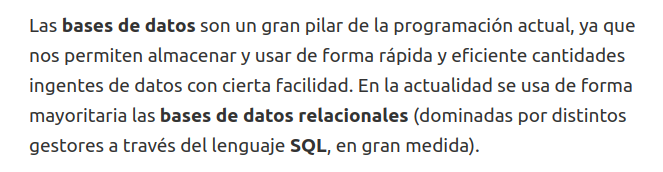 Las bases de datos son un gran pilar de la programación actual, ya que
nos permiten almacenar y usar de forma rápida y eficiente cantidades
ingentes de datos con cierta facilidad. En la actualidad se usa de forma
mayoritaria las bases de datos relacionales (dominadas por distintos
gestores a través del lenguaje SQL, en gran medida).